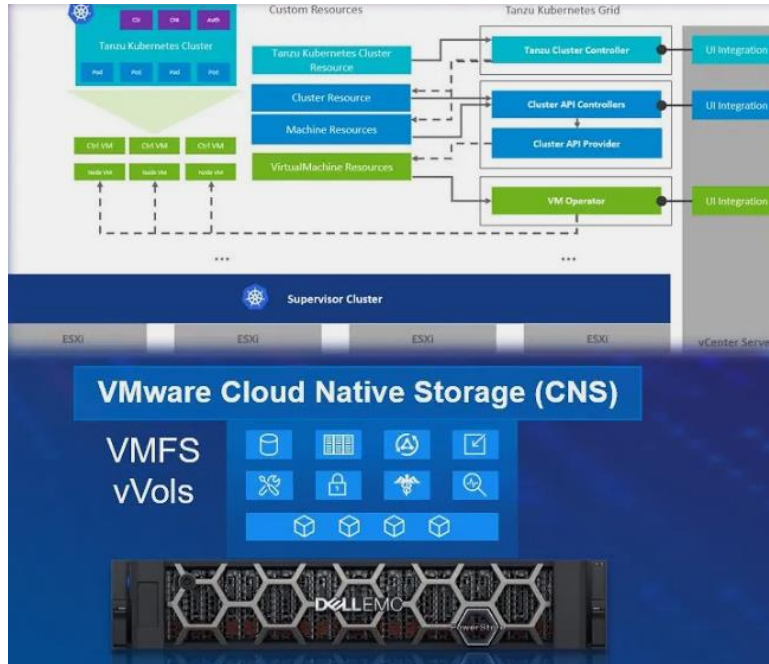 Custom Resources
Tanzu Kubernetes Grid
CSI CNI Auth
Tanzu Kubernetes Cluster
Pod Pod Pod Pod
Tanzu Kubernetes Cluster
Resource
Tanzu Cluster Controller
UI Integration
Cluster Resource
Cluster API Controllers
UI Integration
Machine Resources
Cluster API Provider
Ctrl VM Ctrl VM Ctrl VM
VirtualMachine Resources
Node VM Node VM Node VM
VM Operator
UI Integration
...
...
Supervisor Cluster
ESXi ESXi ESXi ESXi
vCenter Serve
VMware Cloud Native Storage (CNS)
VMFS
vVols
DELLEMC
PowerStore